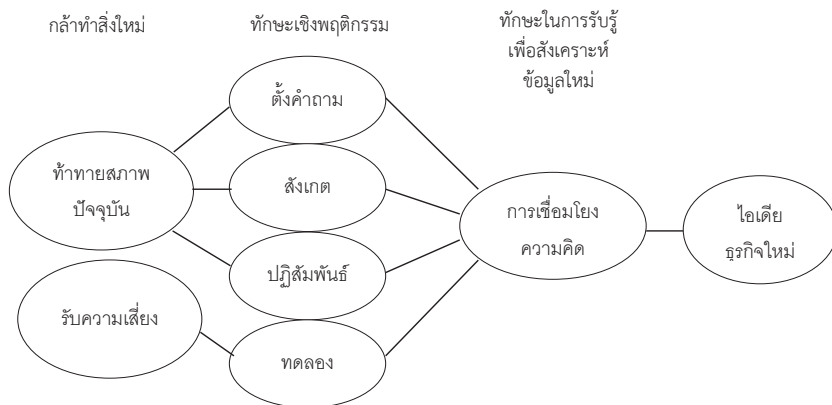 กล้าทำสิ่งใหม่
ทักษะเชิงพฤติกรรม
ทักษะในการรับรู้
เพื่อสังเคราะห์
ข้อมูลใหม่
ตั้งคำถาม
ท้าทายสภาพ
ปัจจุบัน
สังเกต
การเชื่อมโยง
ความคิด
ไอเดีย
ธุรกิจใหม่
ปฏิสัมพันธ์
รับความเสี่ยง
ทดลอง